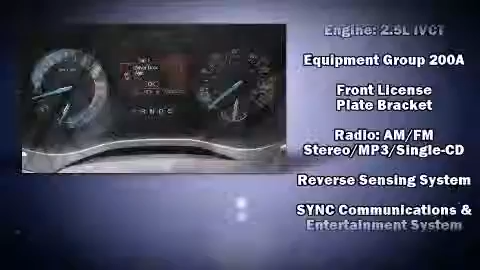 Engine: 2.5L iVCT
Equipment Group 200A
Front License
Plate Bracket
Radio: AM/FM
Stereo/MP3/Single-CD
Reverse Sensing System
SYNC Communications &
Entertainment System